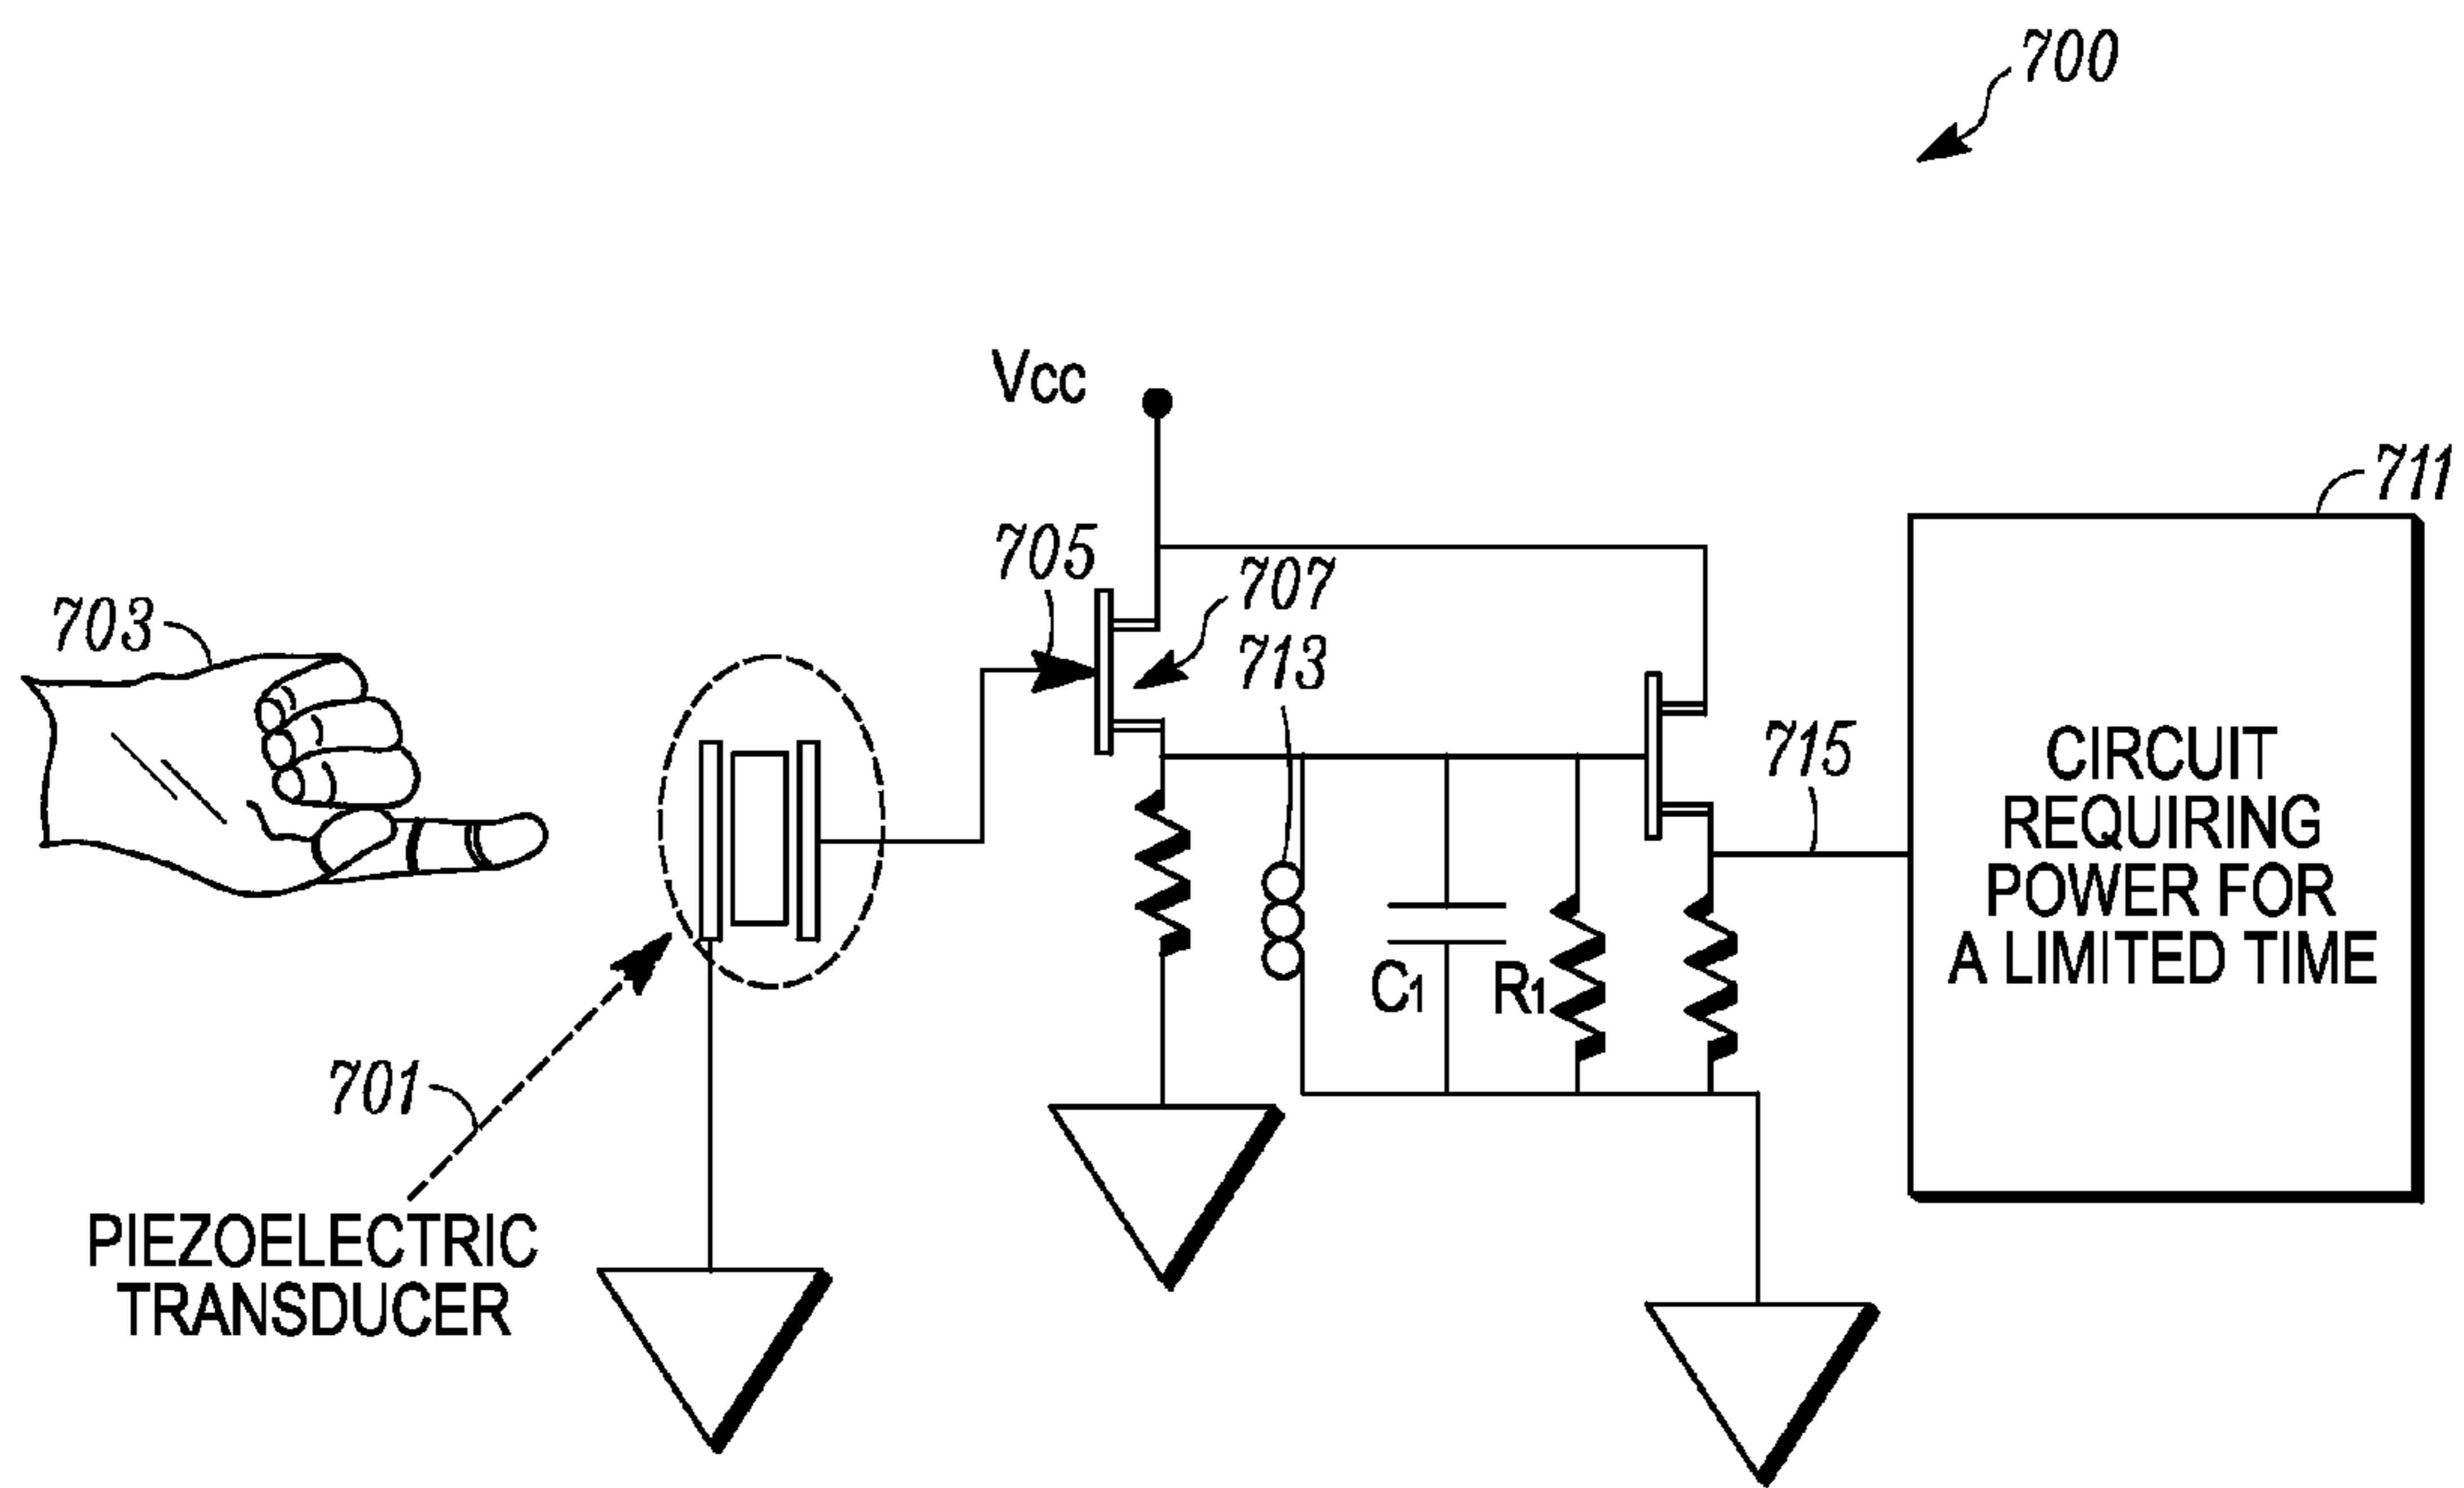 700
Vcc
711
705
707
703
713
715
CIRCUIT
REQUIRING
POWER FOR
A LIMITED TIME
C1
R1
701
PIEZOELECTRIC
TRANSDUCER